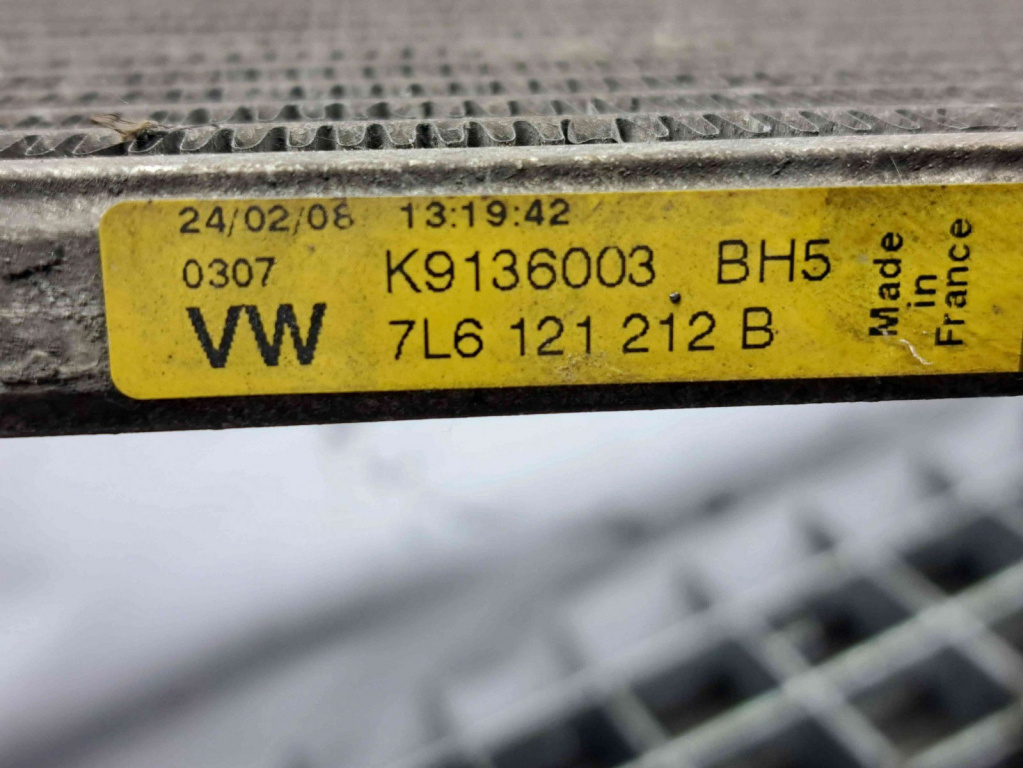 24/02/08 13:19:42
0307 K9136003 BH5
VW 7L6 121 212 B
Made
in
France